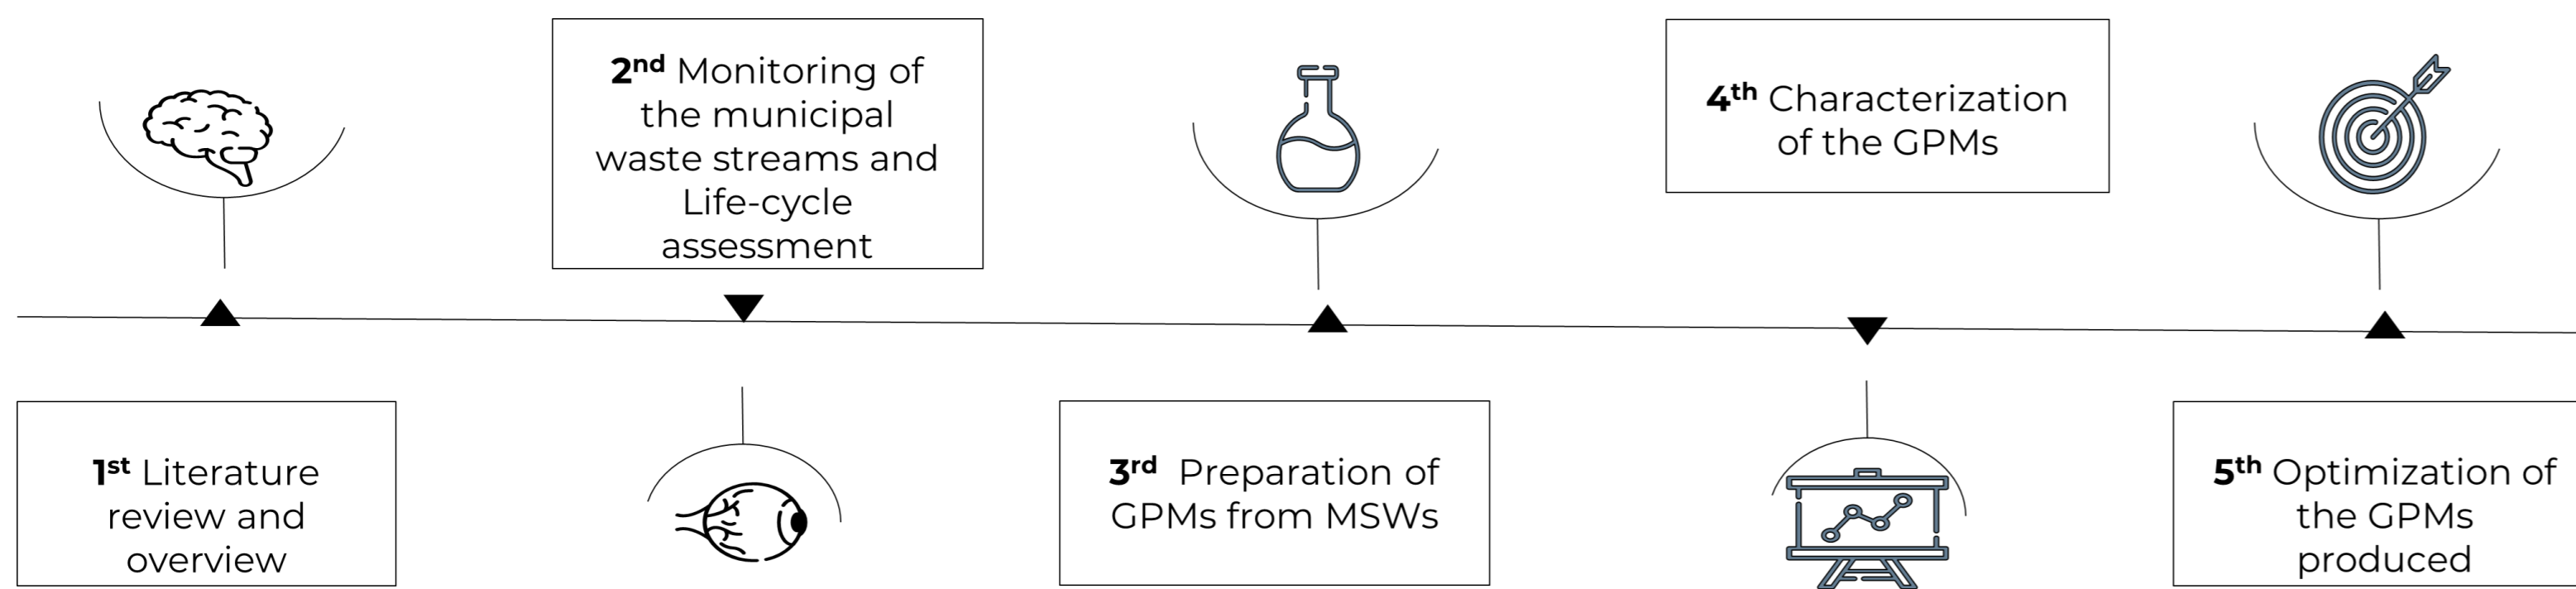 1st Literature
review and
overview
2nd Monitoring of
the municipal
waste streams and
Life-cycle
assessment
3rd Preparation of
GPMs from MSWs
4th Characterization
of the GPMs
5th Optimization of
the GPMs
produced